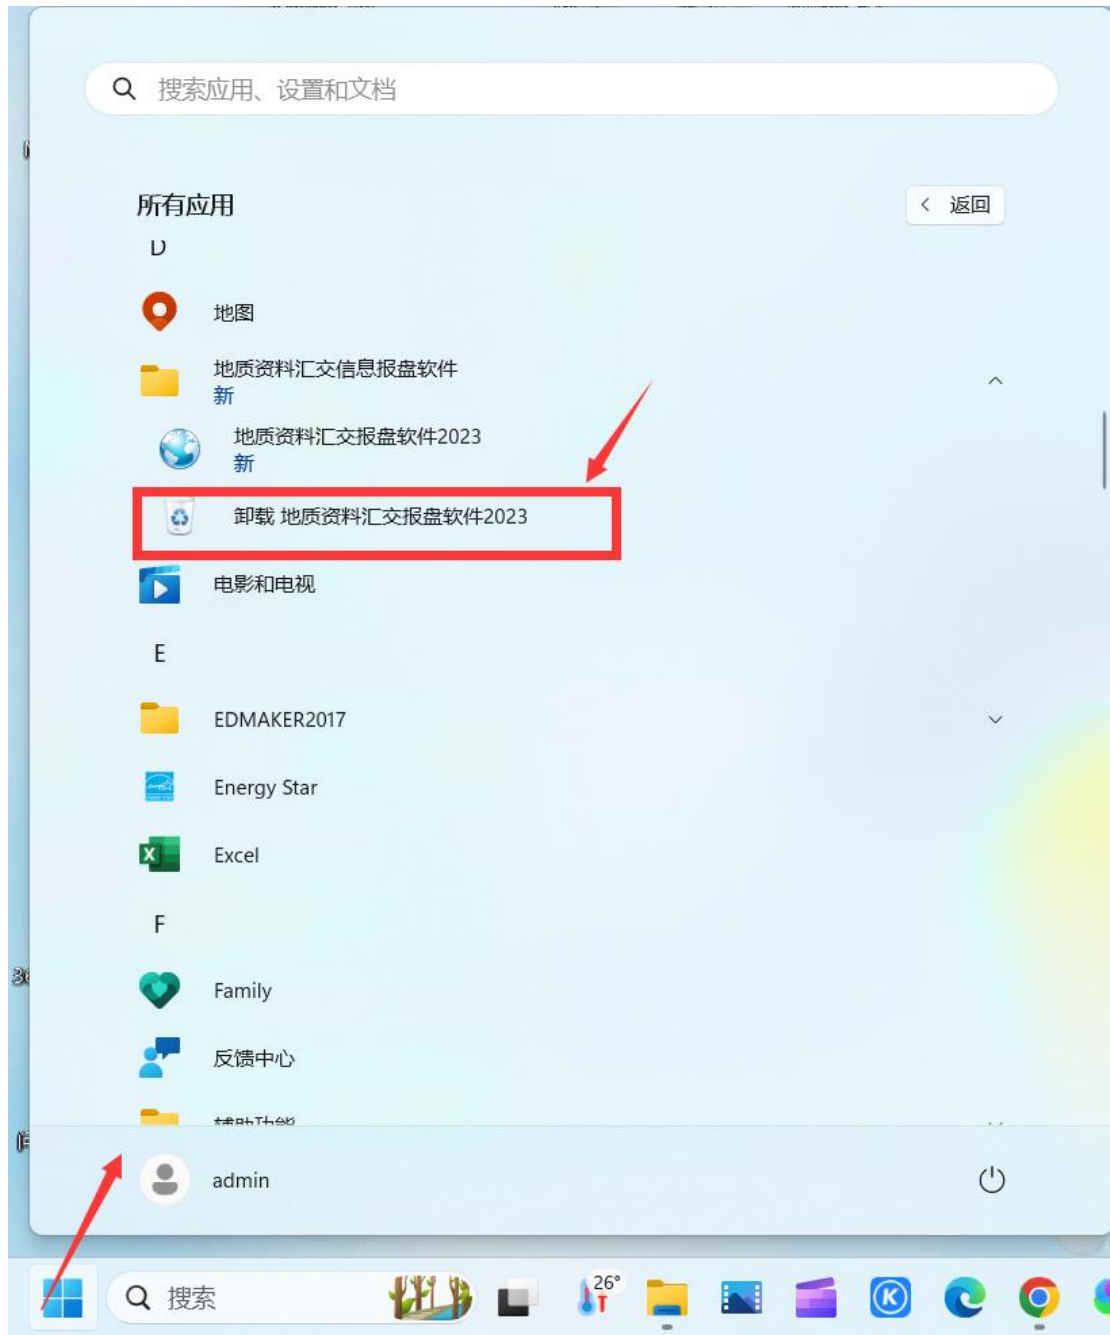 搜索应用、设置和文档
所有应用
返回
D
地图
地质资料汇交信息报盘软件
新
地质资料汇交报盘软件2023
新
卸载 地质资料汇交报盘软件2023
电影和电视
E
EDMAKER2017
Energy Star
Excel
F
Family
反馈中心
辅助功能
admin
搜索
26°